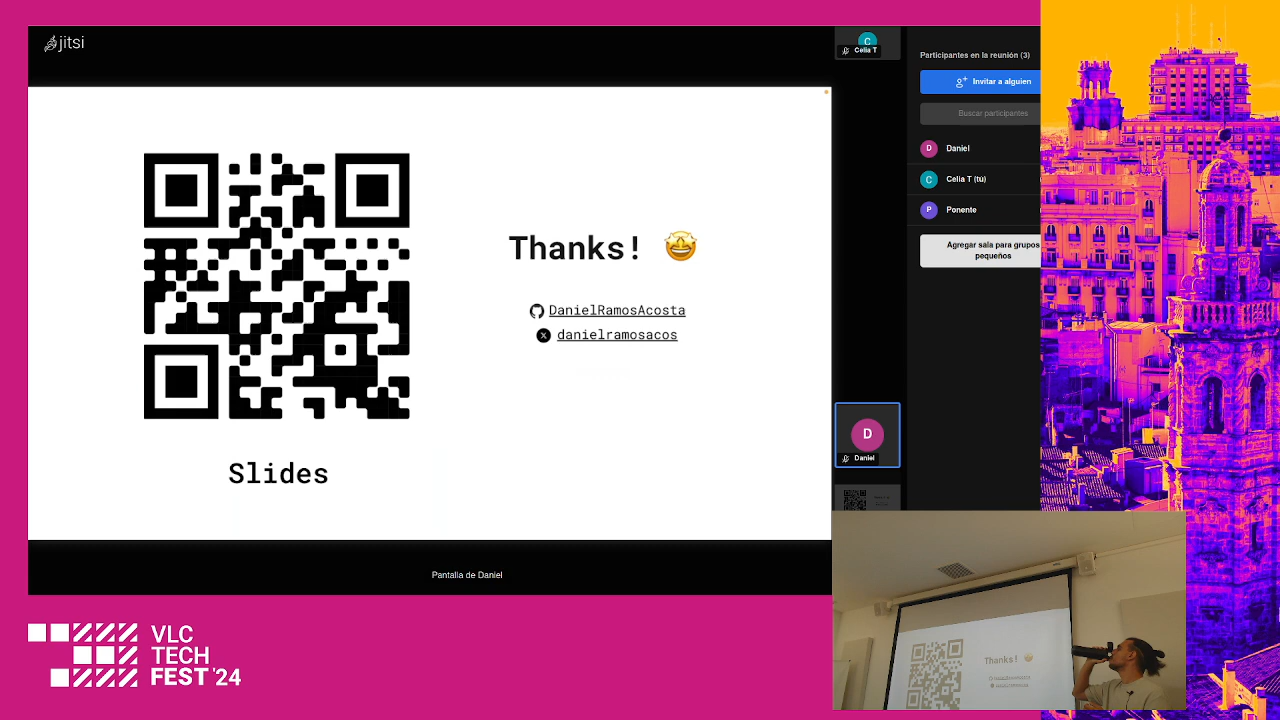 jitsi
C
Celia T
Participantes en la reunión (3)
Invitar a alguien
Buscar participantes
D
Daniel
C
Celia T (tú)
P
Ponente
Agregar sala para grupos
pequeños
Thanks! 🤩
DanielRamosAcosta
danielramosacos
Slides
D
Daniel
Pantalla de Daniel
VLC
TECH
FEST '24
Thanks! 🤩